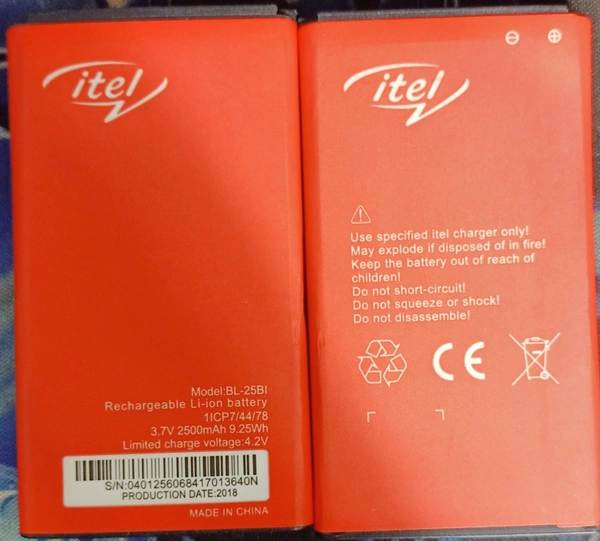 itel
Model:BL-25BI
Rechargeable Li-ion battery
1ICP7/44/78
3.7V 2500mAh 9.25Wh
Limited charge voltage:4.2V
S/N:0401256068417013640N
PRODUCTION DATE:2018
MADE IN CHINA
itel
Use specified itel charger only!
May explode if disposed of in fire!
Keep the battery out of reach of
children!
Do not short-circuit!
Do not squeeze or shock!
Do not disassemble!
CE